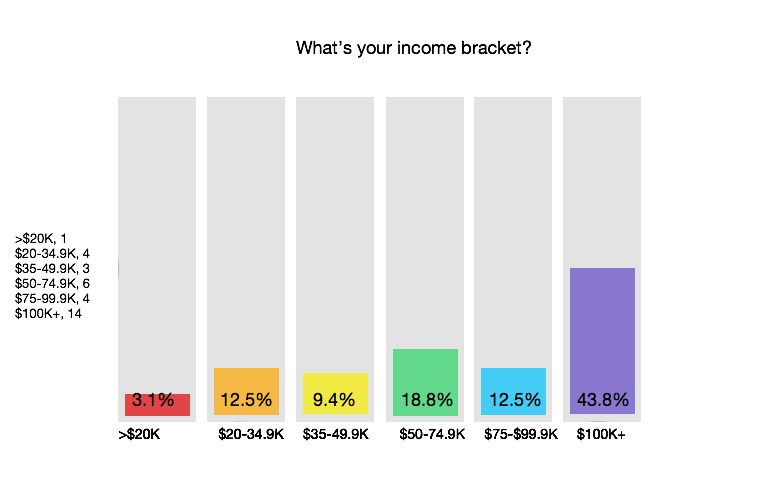 What's your income bracket?
>$20K, 1
$20-34.9K, 4
$35-49.9K, 3
$50-74.9K, 6
$75-99.9K, 4
$100K+, 14
3.1% 12.5% 9.4% 18.8% 12.5% 43.8%
>$20K $20-34.9K $35-49.9K $50-74.9K $75-$99.9K $100K+